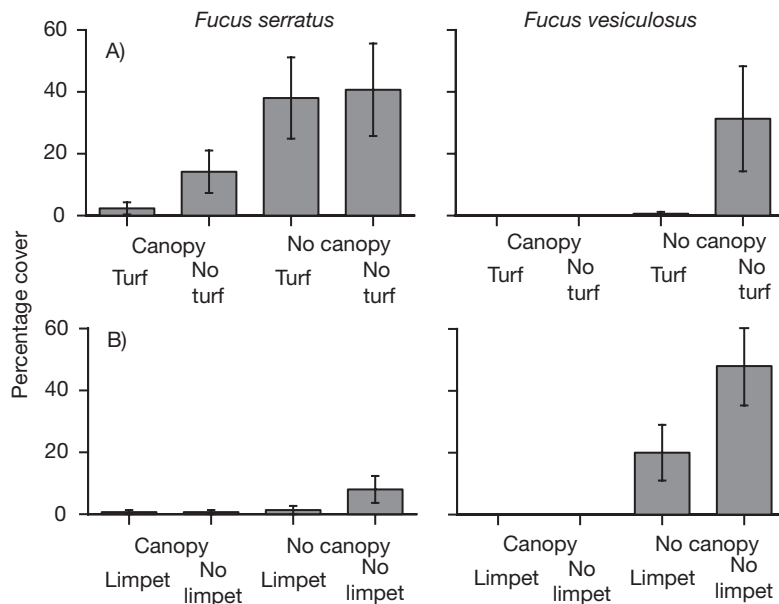 Fucus serratus
Fucus vesiculosus
A)
60
40
20
0
Canopy
No canopy
Canopy
No canopy
Turf
No
turf
Turf
No
turf
Turf
No
turf
Turf
No
turf
Percentage cover
B)
60
40
20
0
Canopy
No canopy
Canopy
No canopy
Limpet
No
limpet
Limpet
No
limpet
Limpet
No
limpet
Limpet
No
limpet